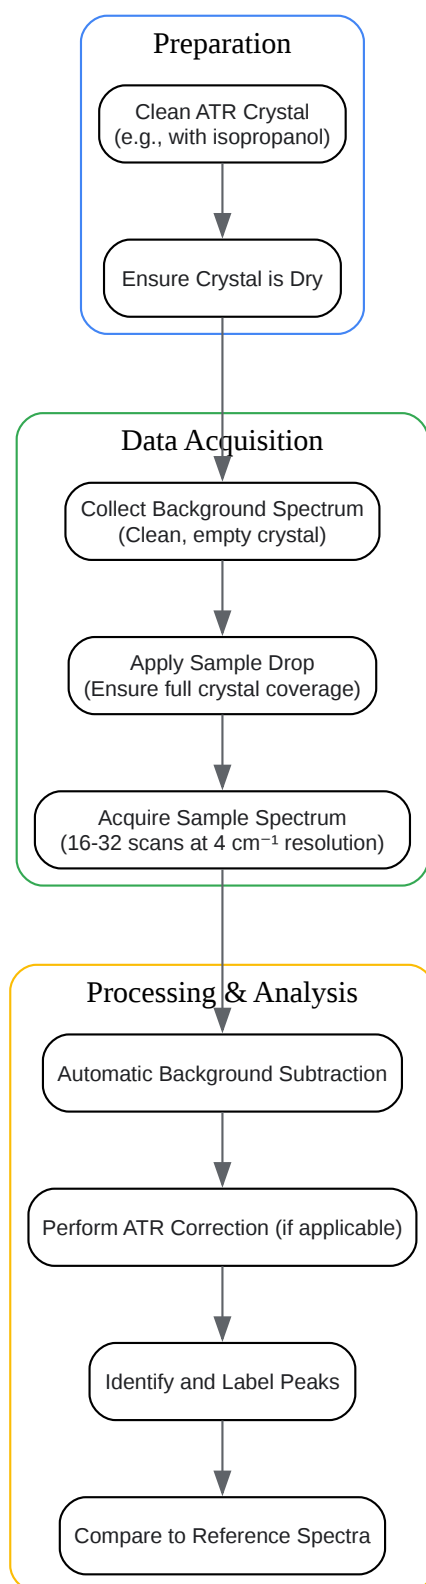 Preparation
Clean ATR Crystal
(e.g., with isopropanol)
Ensure Crystal is Dry
Data Acquisition
Collect Background Spectrum
(Clean, empty crystal)
Apply Sample Drop
(Ensure full crystal coverage)
Acquire Sample Spectrum
(16-32 scans at 4 cm⁻¹ resolution)
Processing & Analysis
Automatic Background Subtraction
Perform ATR Correction (if applicable)
Identify and Label Peaks
Compare to Reference Spectra